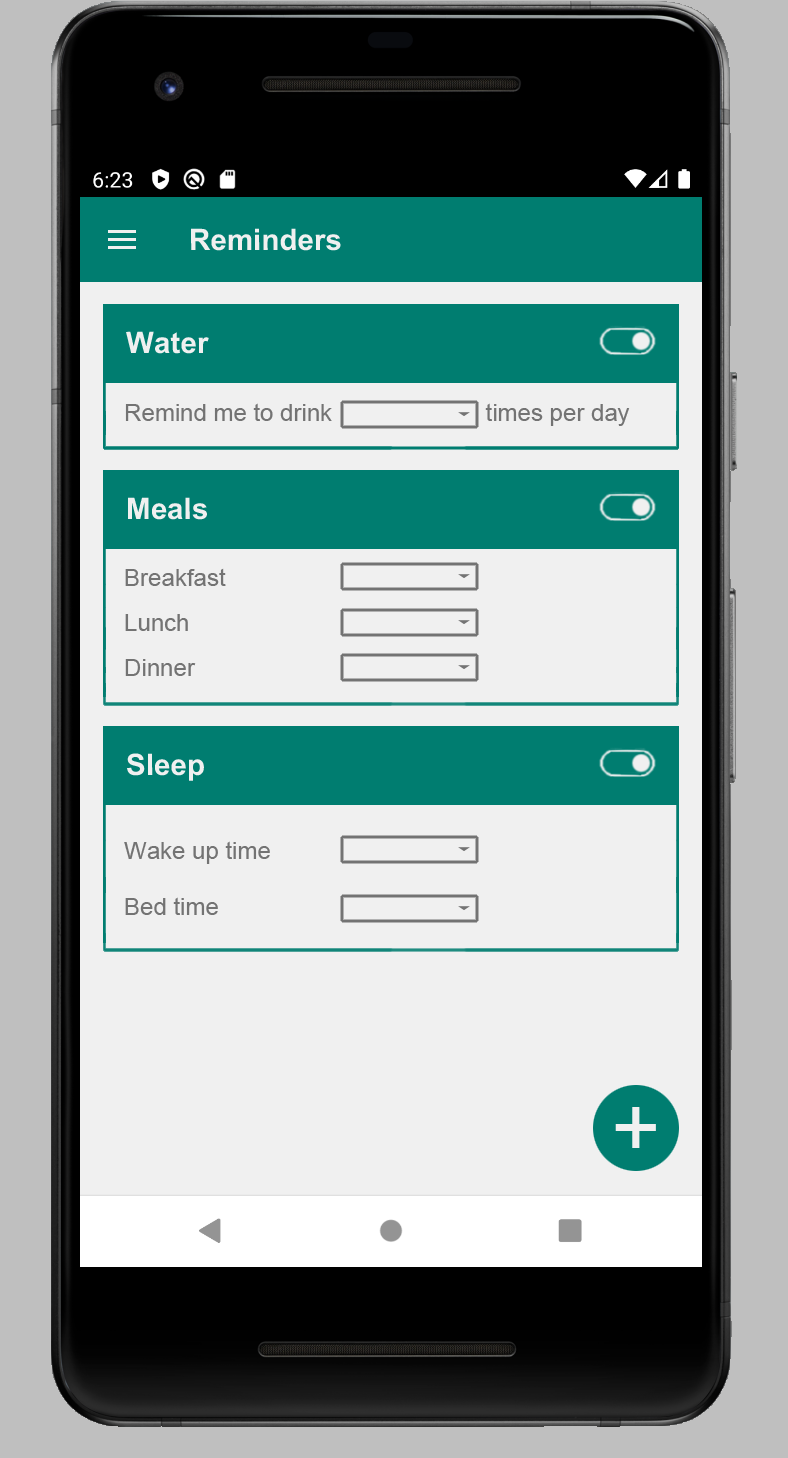 6:23
Reminders
Water
Remind me to drink times per day
Meals
Breakfast
Lunch
Dinner
Sleep
Wake up time
Bed time